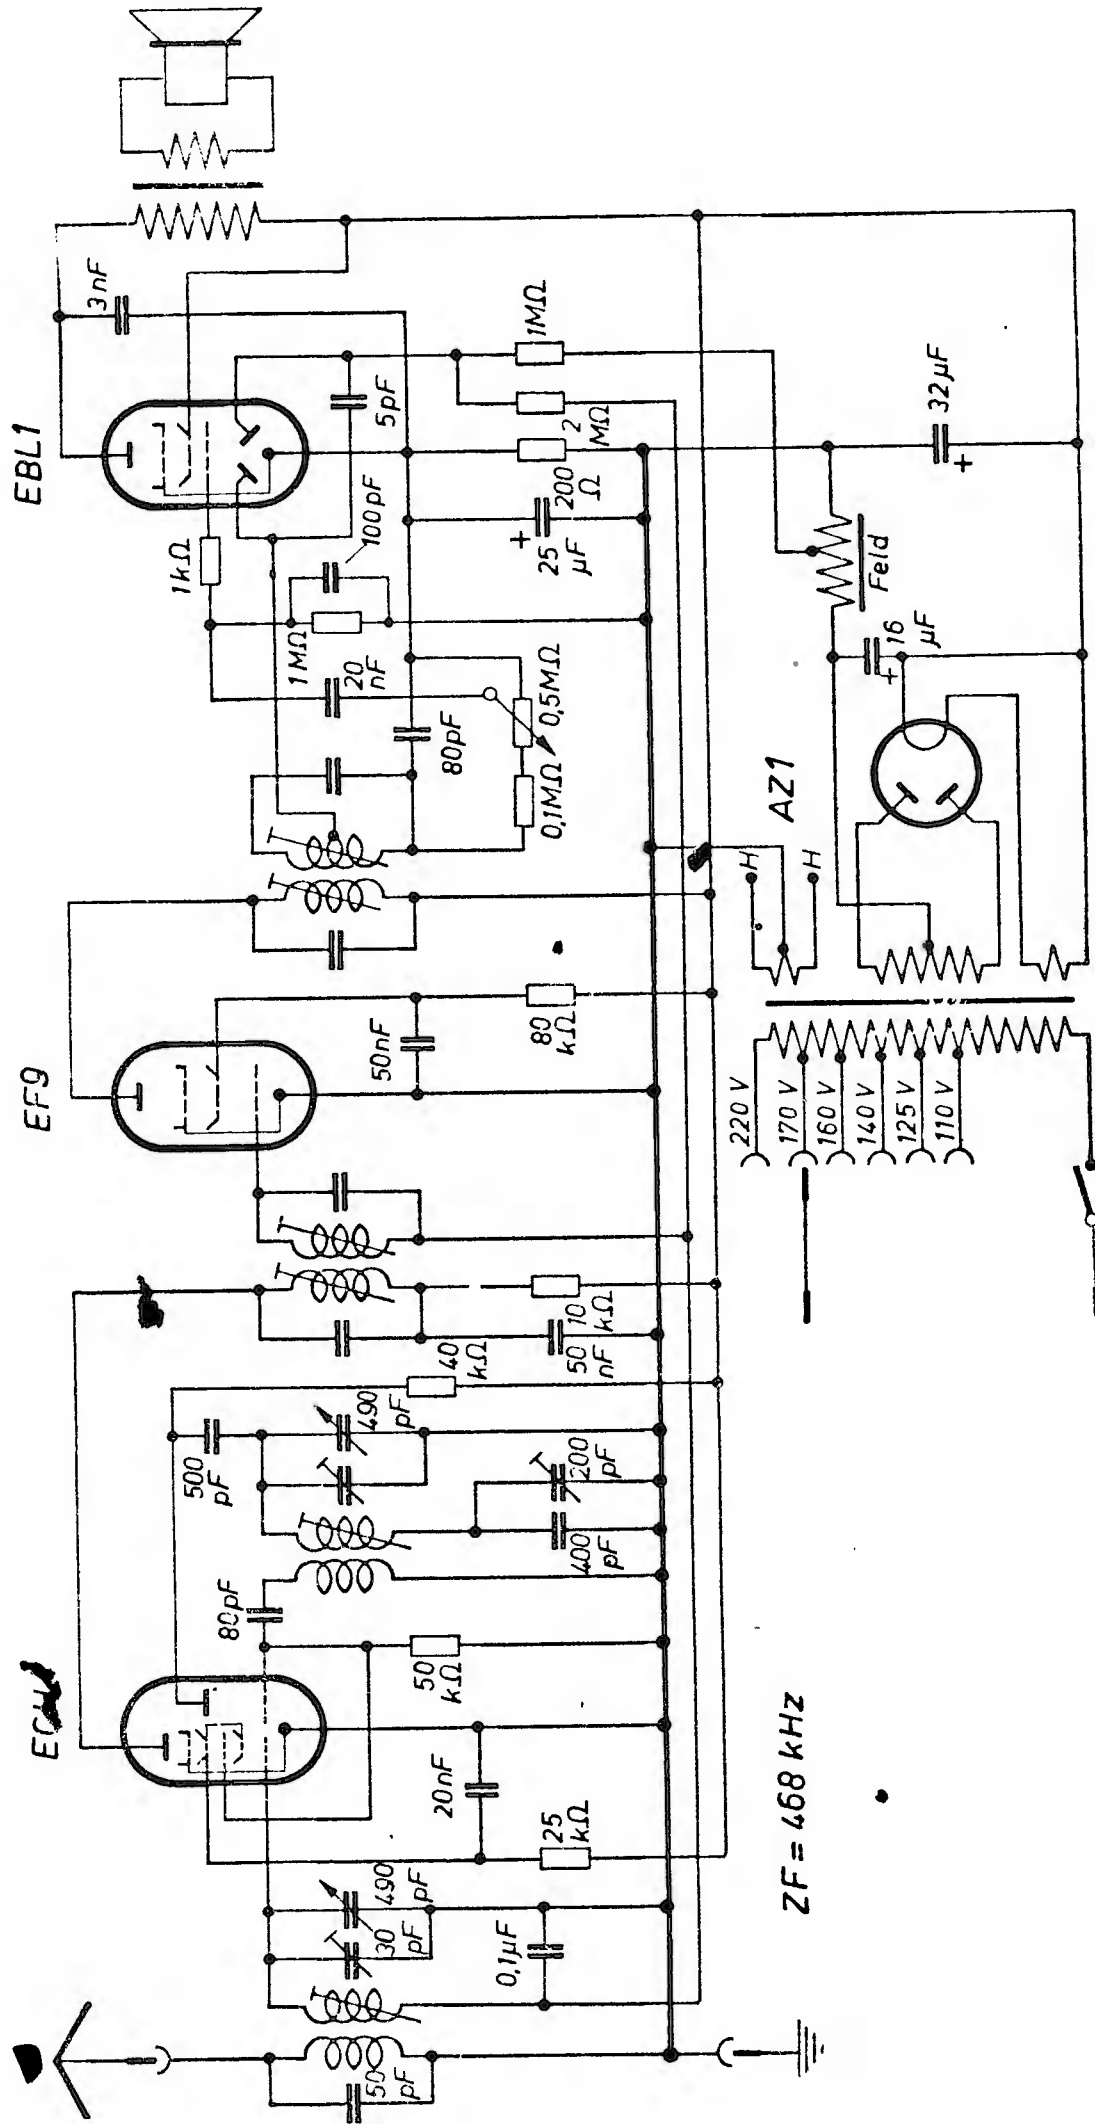 EBL1
3nF
1kΩ
1MΩ
100pF
20
nF
80pF
0,1MΩ
0,5MΩ
5pF
+
25
μF
200
Ω
2
MΩ
1MΩ
EF9
50nF
80
kΩ
40
kΩ
50
nF
10
kΩ
500
pF
490
pF
400
pF
200
pF
80pF
50
kΩ
20nF
25
kΩ
490
pF
30
pF
0,1μF
50
pF
ZF = 468 kHz
AZ1
H
H
Feld
16
μF
+
32μF
+
220 V
170 V
160 V
140 V
125 V
110 V